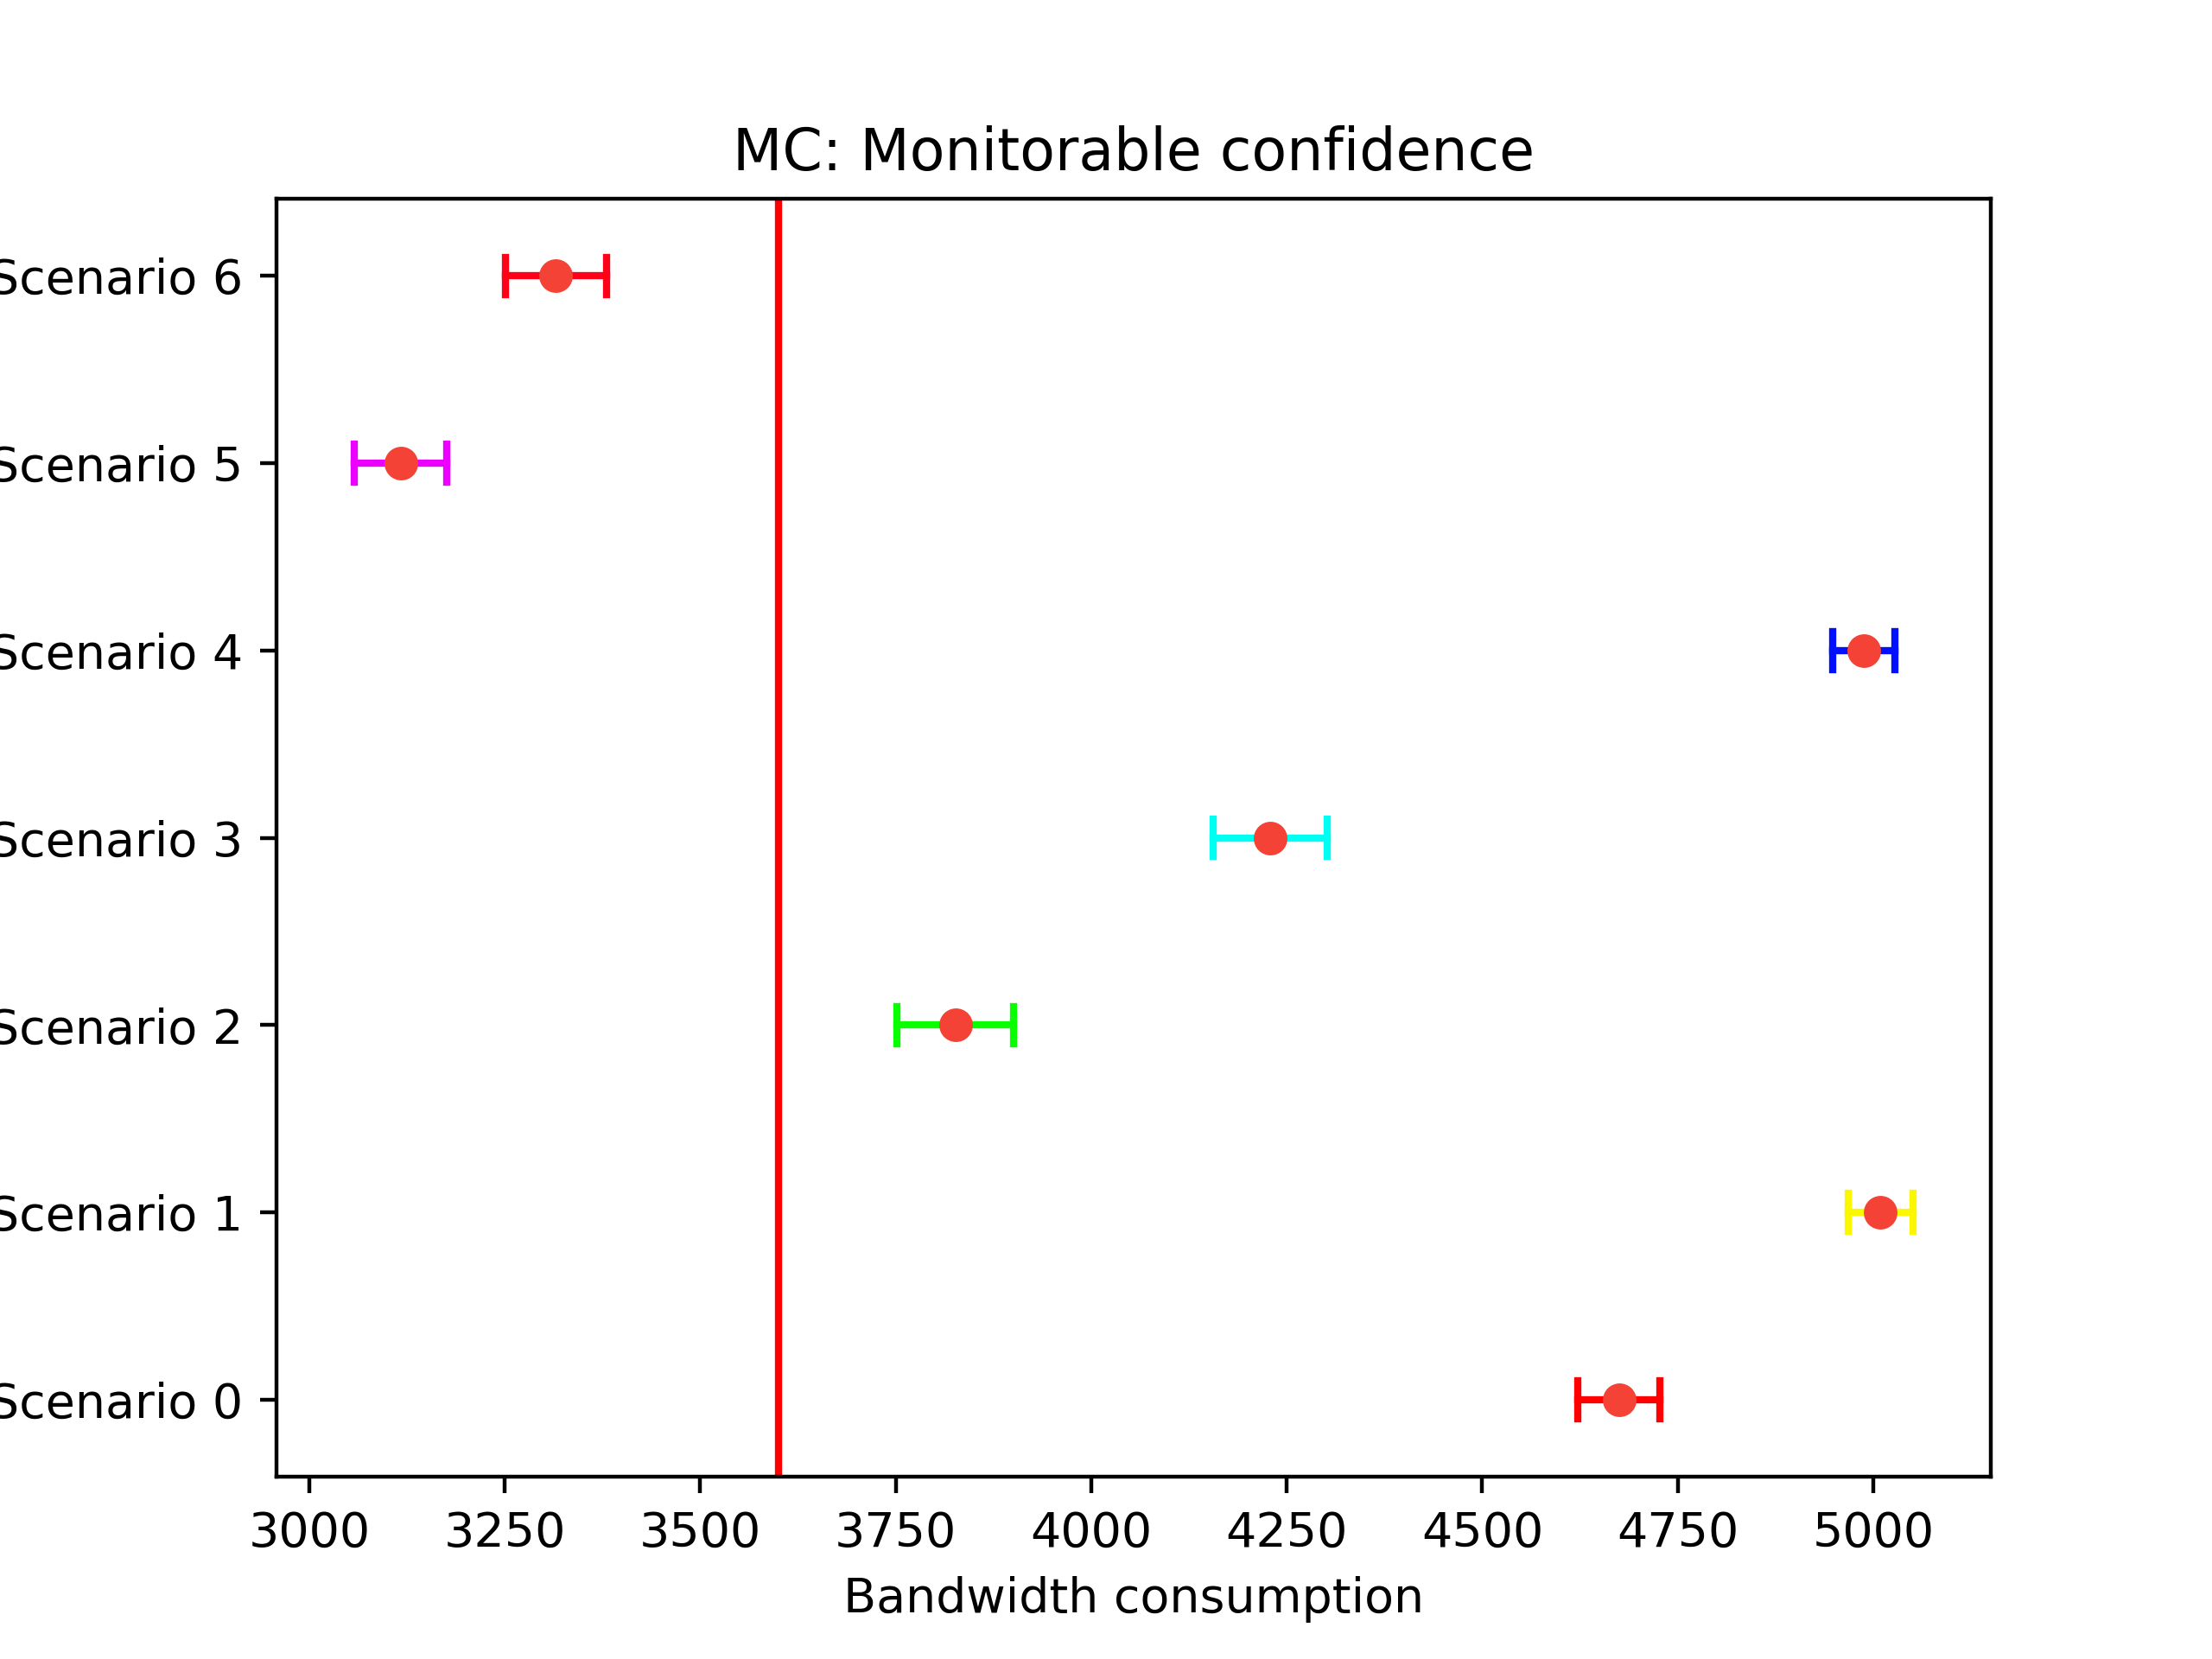 MC: Monitorable confidence
Scenario 6
Scenario 5
Scenario 4
Scenario 3
Scenario 2
Scenario 1
Scenario 0
3000 3250 3500 3750 4000 4250 4500 4750 5000
Bandwidth consumption